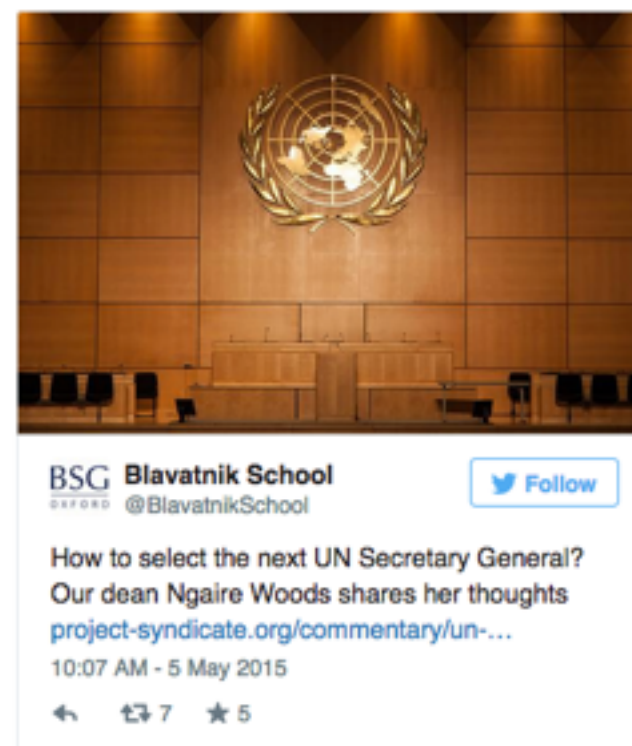 BSG
OXFORD
Blavatnik School
@BlavatnikSchool
Follow
How to select the next UN Secretary General?
Our dean Ngaire Woods shares her thoughts
project-syndicate.org/commentary/un-...
10:07 AM - 5 May 2015
7
5